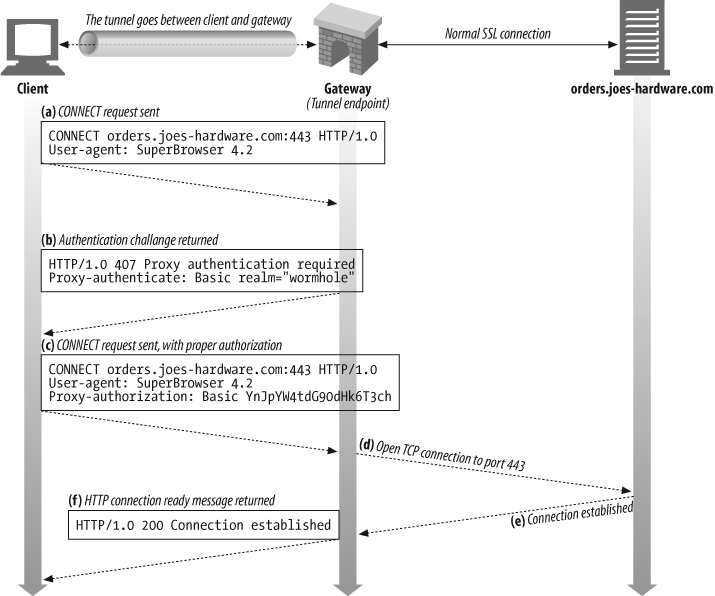 The tunnel goes between client and gateway
Normal SSL connection
Client
Gateway
(Tunnel endpoint)
orders.joes-hardware.com
(a) CONNECT request sent
CONNECT orders.joes-hardware.com:443 HTTP/1.0
User-agent: SuperBrowser 4.2
(b) Authentication challange returned
HTTP/1.0 407 Proxy authentication required
Proxy-authenticate: Basic realm="wormhole"
(c) CONNECT request sent, with proper authorization
CONNECT orders.joes-hardware.com:443 HTTP/1.0
User-agent: SuperBrowser 4.2
Proxy-authorization: Basic YnJpYW4tdG90dHk6T3ch
(d) Open TCP connection to port 443
(e) Connection established
(f) HTTP connection ready message returned
HTTP/1.0 200 Connection established